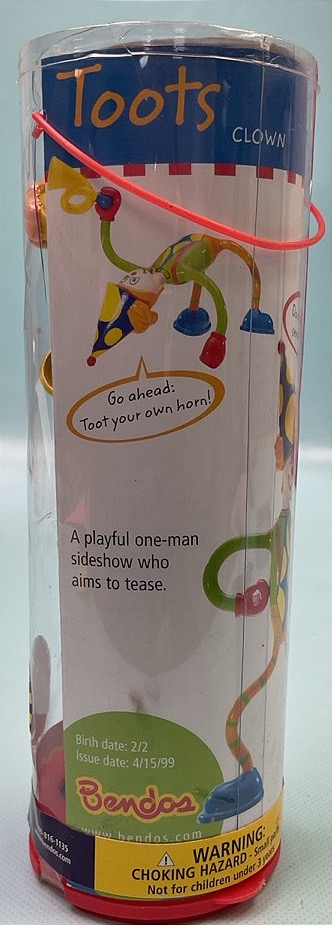 Toots
CLOWN
Go ahead:
Toot your own horn!
A playful one-man
sideshow who
aims to tease.
Birth date: 2/2
Issue date: 4/15/99
Bendos
www.bendos.com
816-1135
WARNING:
CHOKING HAZARD - Small
Not for children under 3 years